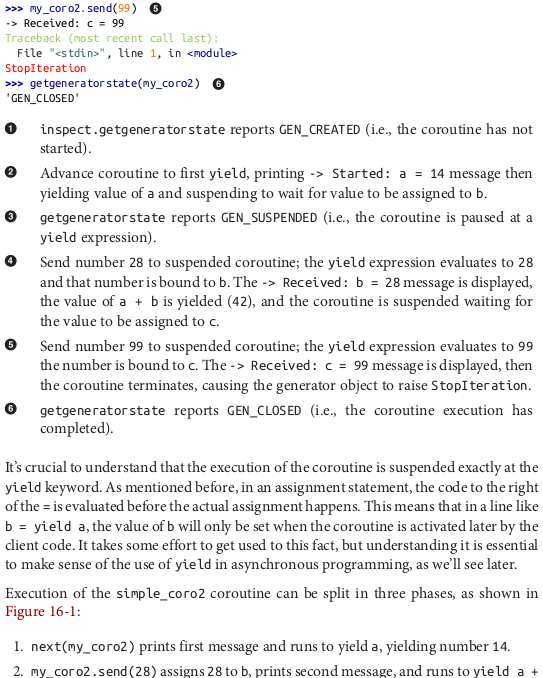 >>> my_coro2.send(99) ❺
-> Received: c = 99
Traceback (most recent call last):
  File "<stdin>", line 1, in <module>
StopIteration
>>> getgeneratorstate(my_coro2) ❻
'GEN_CLOSED'
❶ inspect.getgeneratorstate reports GEN_CREATED (i.e., the coroutine has not
started).
❷ Advance coroutine to first yield, printing -> Started: a = 14 message then
yielding value of a and suspending to wait for value to be assigned to b.
❸ getgeneratorstate reports GEN_SUSPENDED (i.e., the coroutine is paused at a
yield expression).
❹ Send number 28 to suspended coroutine; the yield expression evaluates to 28
and that number is bound to b. The -> Received: b = 28 message is displayed,
the value of a + b is yielded (42), and the coroutine is suspended waiting for
the value to be assigned to c.
❺ Send number 99 to suspended coroutine; the yield expression evaluates to 99
the number is bound to c. The -> Received: c = 99 message is displayed, then
the coroutine terminates, causing the generator object to raise StopIteration.
❻ getgeneratorstate reports GEN_CLOSED (i.e., the coroutine execution has
completed).
It's crucial to understand that the execution of the coroutine is suspended exactly at the
yield keyword. As mentioned before, in an assignment statement, the code to the right
of the = is evaluated before the actual assignment happens. This means that in a line like
b = yield a, the value of b will only be set when the coroutine is activated later by the
client code. It takes some effort to get used to this fact, but understanding it is essential
to make sense of the use of yield in asynchronous programming, as we'll see later.
Execution of the simple_coro2 coroutine can be split in three phases, as shown in
Figure 16-1:
1. next(my_coro2) prints first message and runs to yield a, yielding number 14.
2. my_coro2.send(28) assigns 28 to b, prints second message, and runs to yield a +